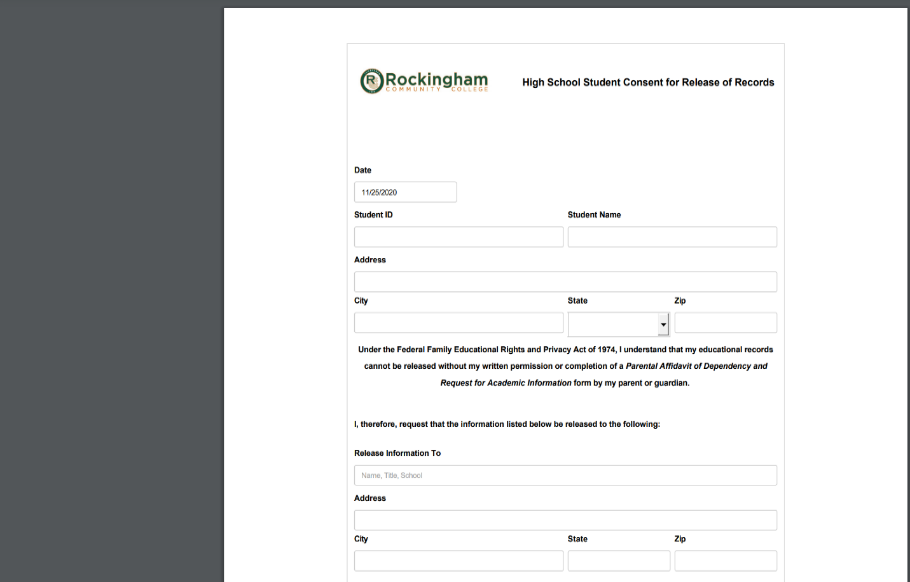 R Rockingham
COMMUNITY COLLEGE
High School Student Consent for Release of Records
Date
11/25/2020
Student ID
Student Name
Address
City
State
Zip
Under the Federal Family Educational Rights and Privacy Act of 1974, I understand that my educational records
cannot be released without my written permission or completion of a Parental Affidavit of Dependency and
Request for Academic Information form by my parent or guardian.
I, therefore, request that the information listed below be released to the following:
Release Information To
Name, Title, School
Address
City
State
Zip